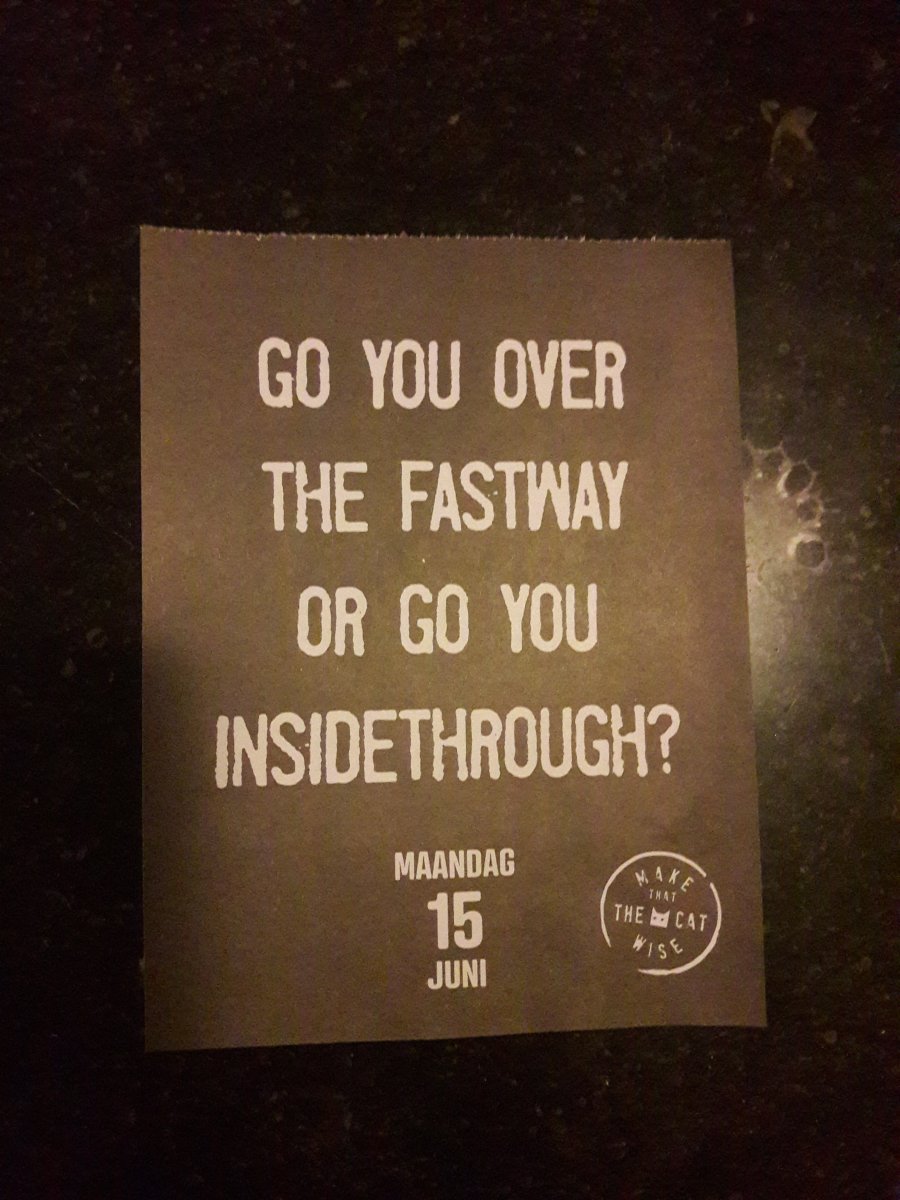 GO YOU OVER
THE FASTWAY
OR GO YOU
INSIDETHROUGH?
MAANDAG
15
JUNI
MAKE
THAT
THE CAT
WISE